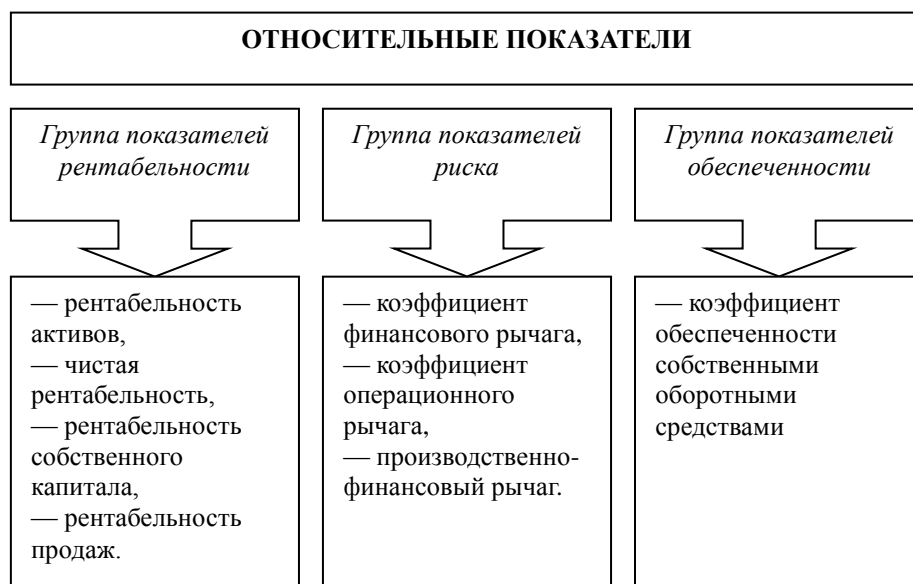 ОТНОСИТЕЛЬНЫЕ ПОКАЗАТЕЛИ
Группа показателей
рентабельности
Группа показателей
риска
Группа показателей
обеспеченности
— рентабельность
активов,
— чистая
рентабельность,
— рентабельность
собственного
капитала,
— рентабельность
продаж.
— коэффициент
финансового рычага,
— коэффициент
операционного
рычага,
— производственно-
финансовый рычаг.
— коэффициент
обеспеченности
собственными
оборотными
средствами